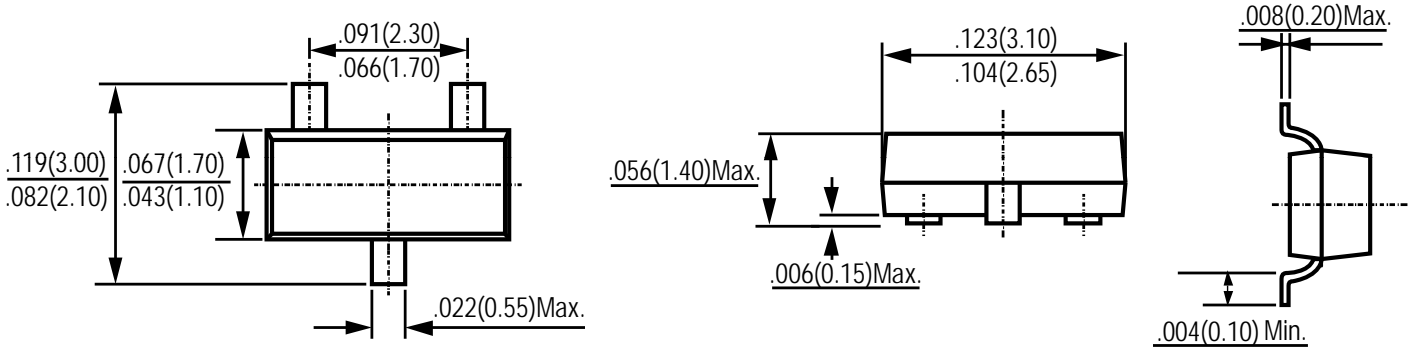 .091(2.30)
.066(1.70)
.119(3.00)
.082(2.10)
.067(1.70)
.043(1.10)
.022(0.55)Max.
.123(3.10)
.104(2.65)
.056(1.40)Max.
.006(0.15)Max.
.008(0.20)Max.
.004(0.10) Min.